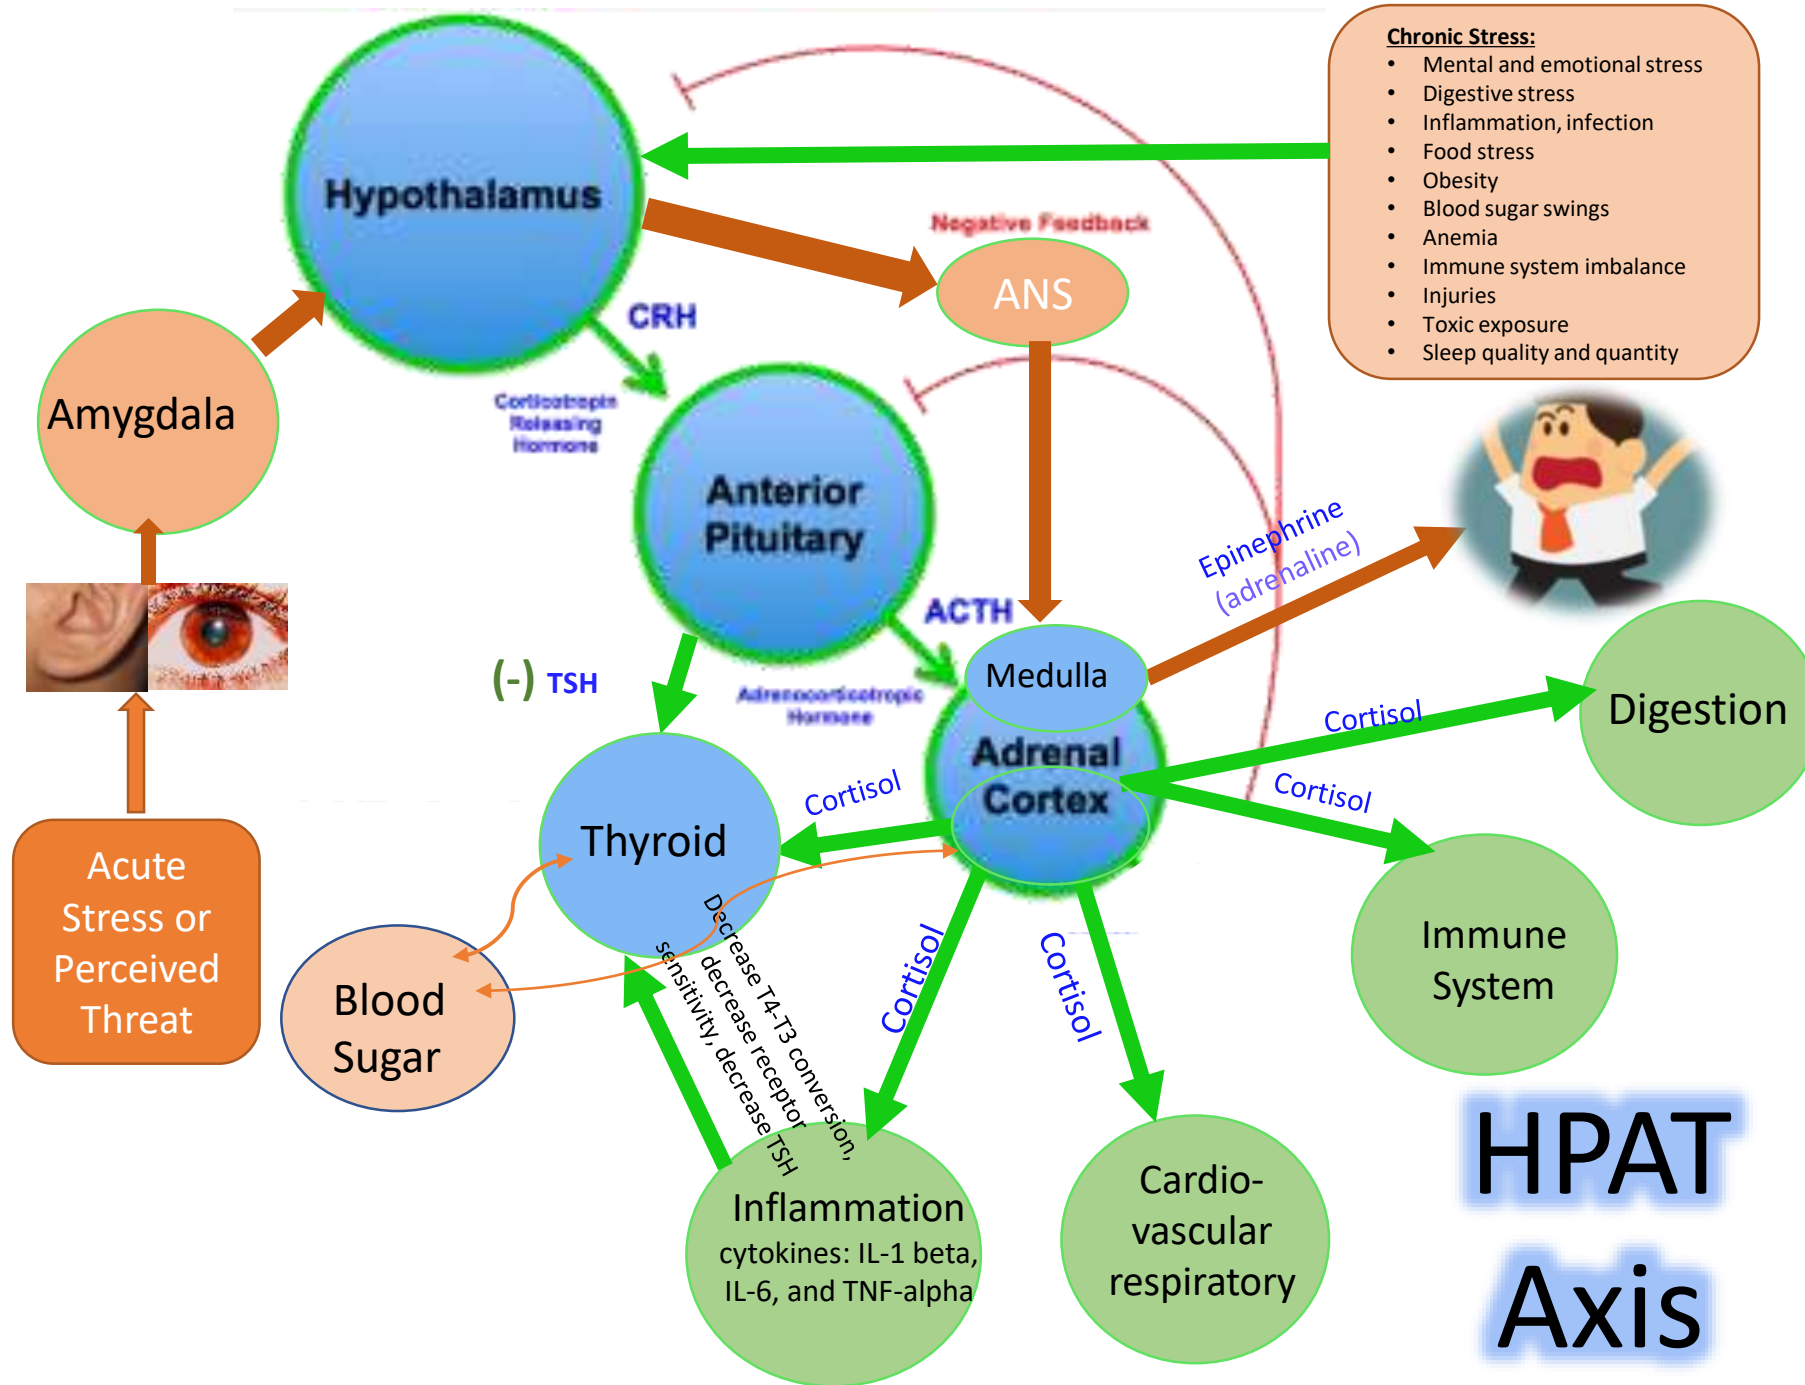 Chronic Stress:
• Mental and emotional stress
• Digestive stress
• Inflammation, infection
• Food stress
• Obesity
• Blood sugar swings
• Anemia
• Immune system imbalance
• Injuries
• Toxic exposure
• Sleep quality and quantity
Hypothalamus
Negative Feedback
ANS
CRH
Corticotropin
Releasing
Hormone
Amygdala
Anterior
Pituitary
Epinephrine
(adrenaline)
ACTH
Adrenocorticotropic
Hormone
(-) TSH
Medulla
Adrenal
Cortex
Cortisol
Digestion
Cortisol
Immune
System
Cortisol
Thyroid
Acute
Stress or
Perceived
Threat
Blood
Sugar
Decrease T4-T3 conversion,
decrease receptor
sensitivity, decrease TSH
Cortisol
Cortisol
Inflammation
cytokines: IL-1 beta,
IL-6, and TNF-alpha
Cardio-
vascular
respiratory
HPAT
Axis